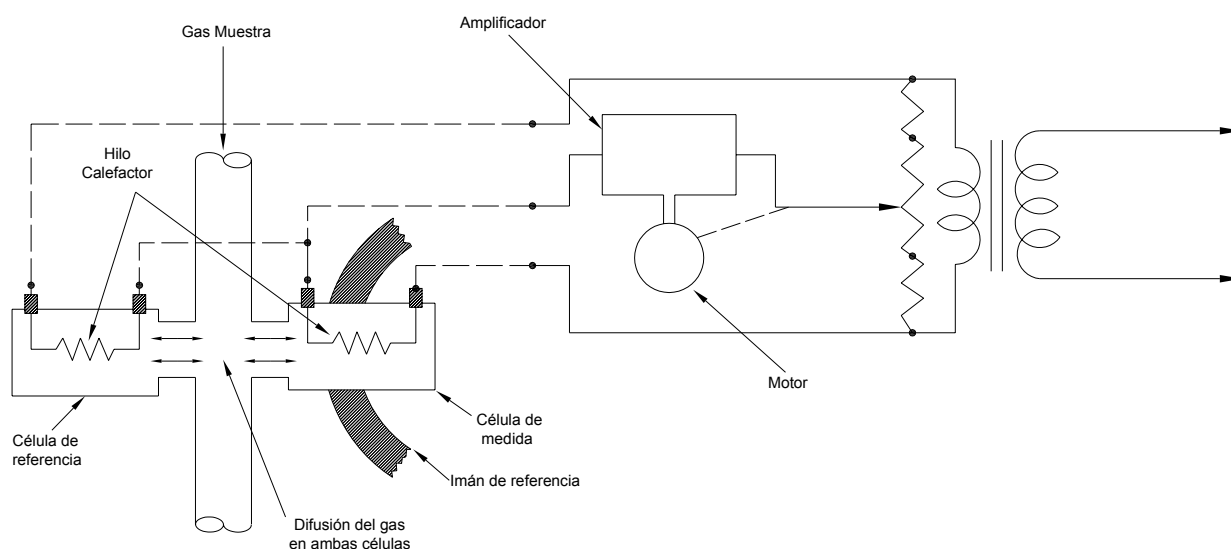 Gas Muestra
Amplificador
Hilo
Calefactor
Motor
Célula de
referencia
Célula de
medida
Imán de referencia
Difusión del gas
en ambas células